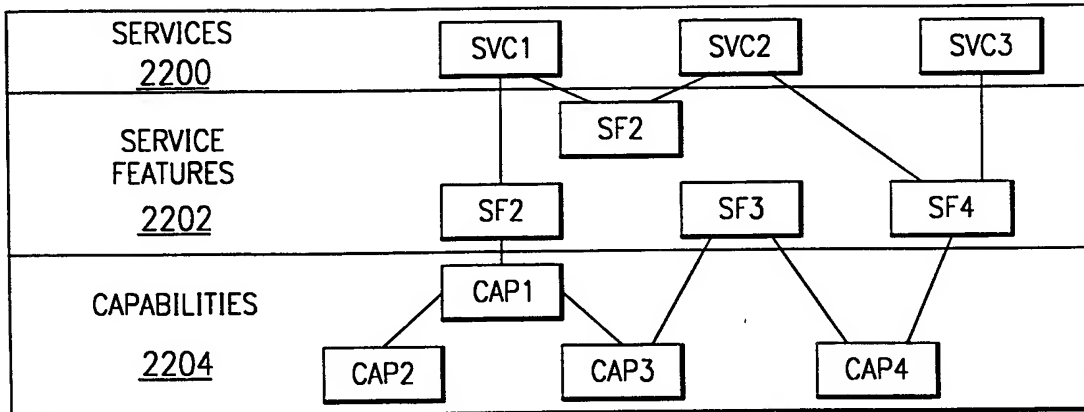 SERVICES
2200
SVC1
SVC2
SVC3
SERVICE
FEATURES
2202
SF2
SF2
SF3
SF4
CAPABILITIES
2204
CAP1
CAP2
CAP3
CAP4